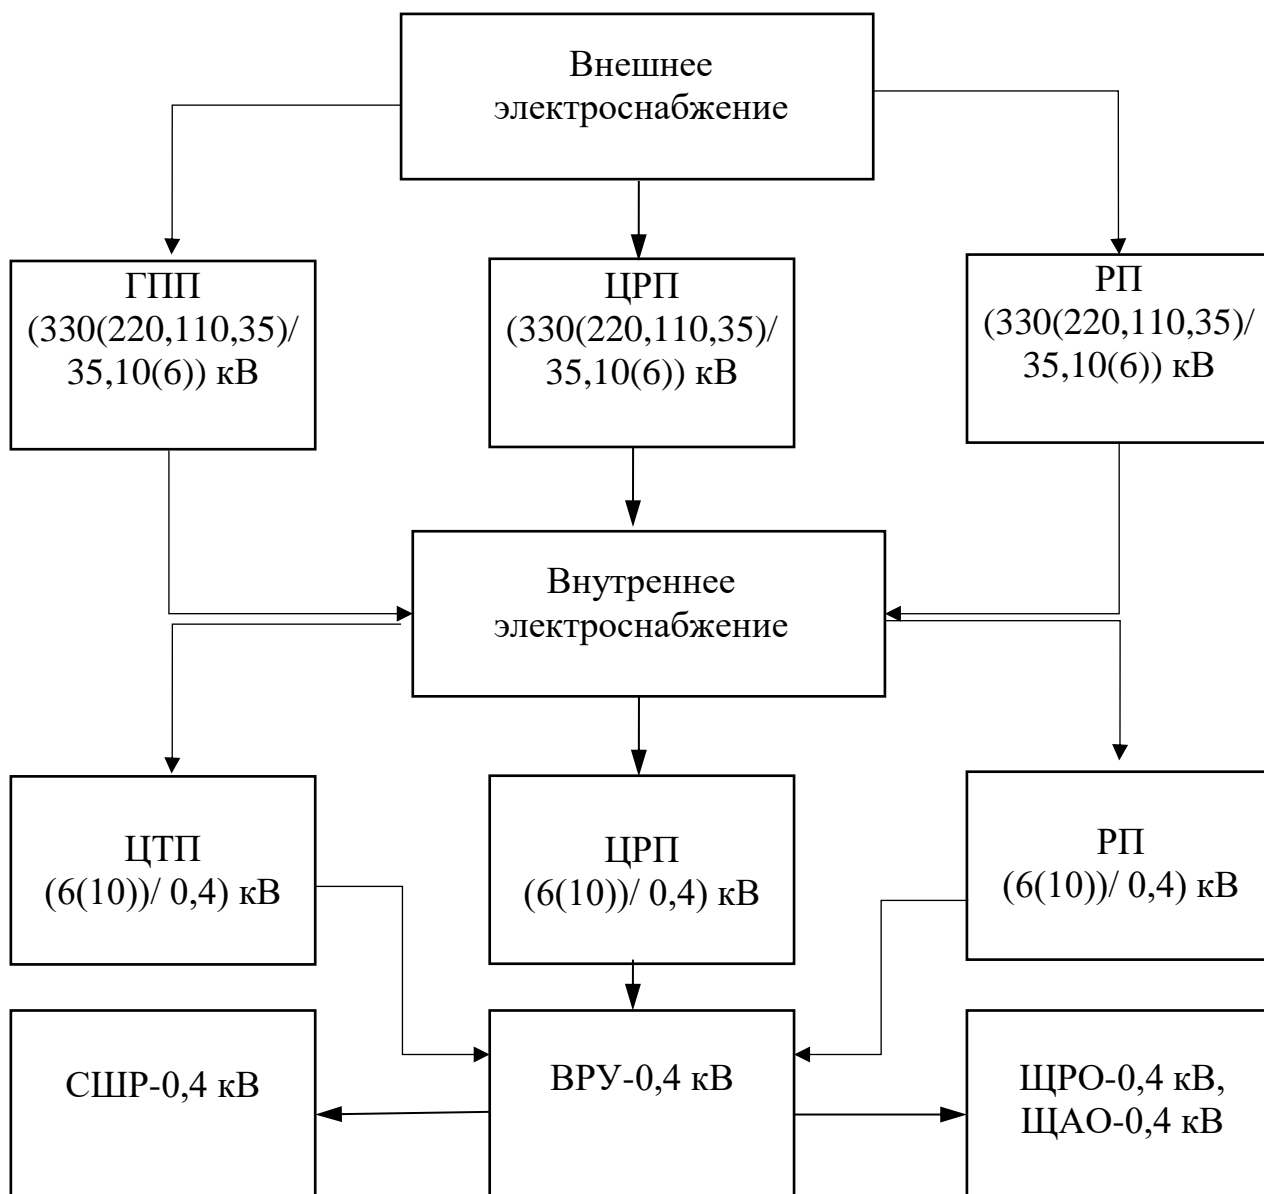 Внешнее
электроснабжение
ГПП
(330(220,110,35)/
35,10(6)) кВ
ЦРП
(330(220,110,35)/
35,10(6)) кВ
РП
(330(220,110,35)/
35,10(6)) кВ
Внутреннее
электроснабжение
ЦТП
(6(10))/ 0,4) кВ
ЦРП
(6(10))/ 0,4) кВ
РП
(6(10))/ 0,4) кВ
СШР-0,4 кВ
ВРУ-0,4 кВ
ЩРО-0,4 кВ,
ЩАО-0,4 кВ